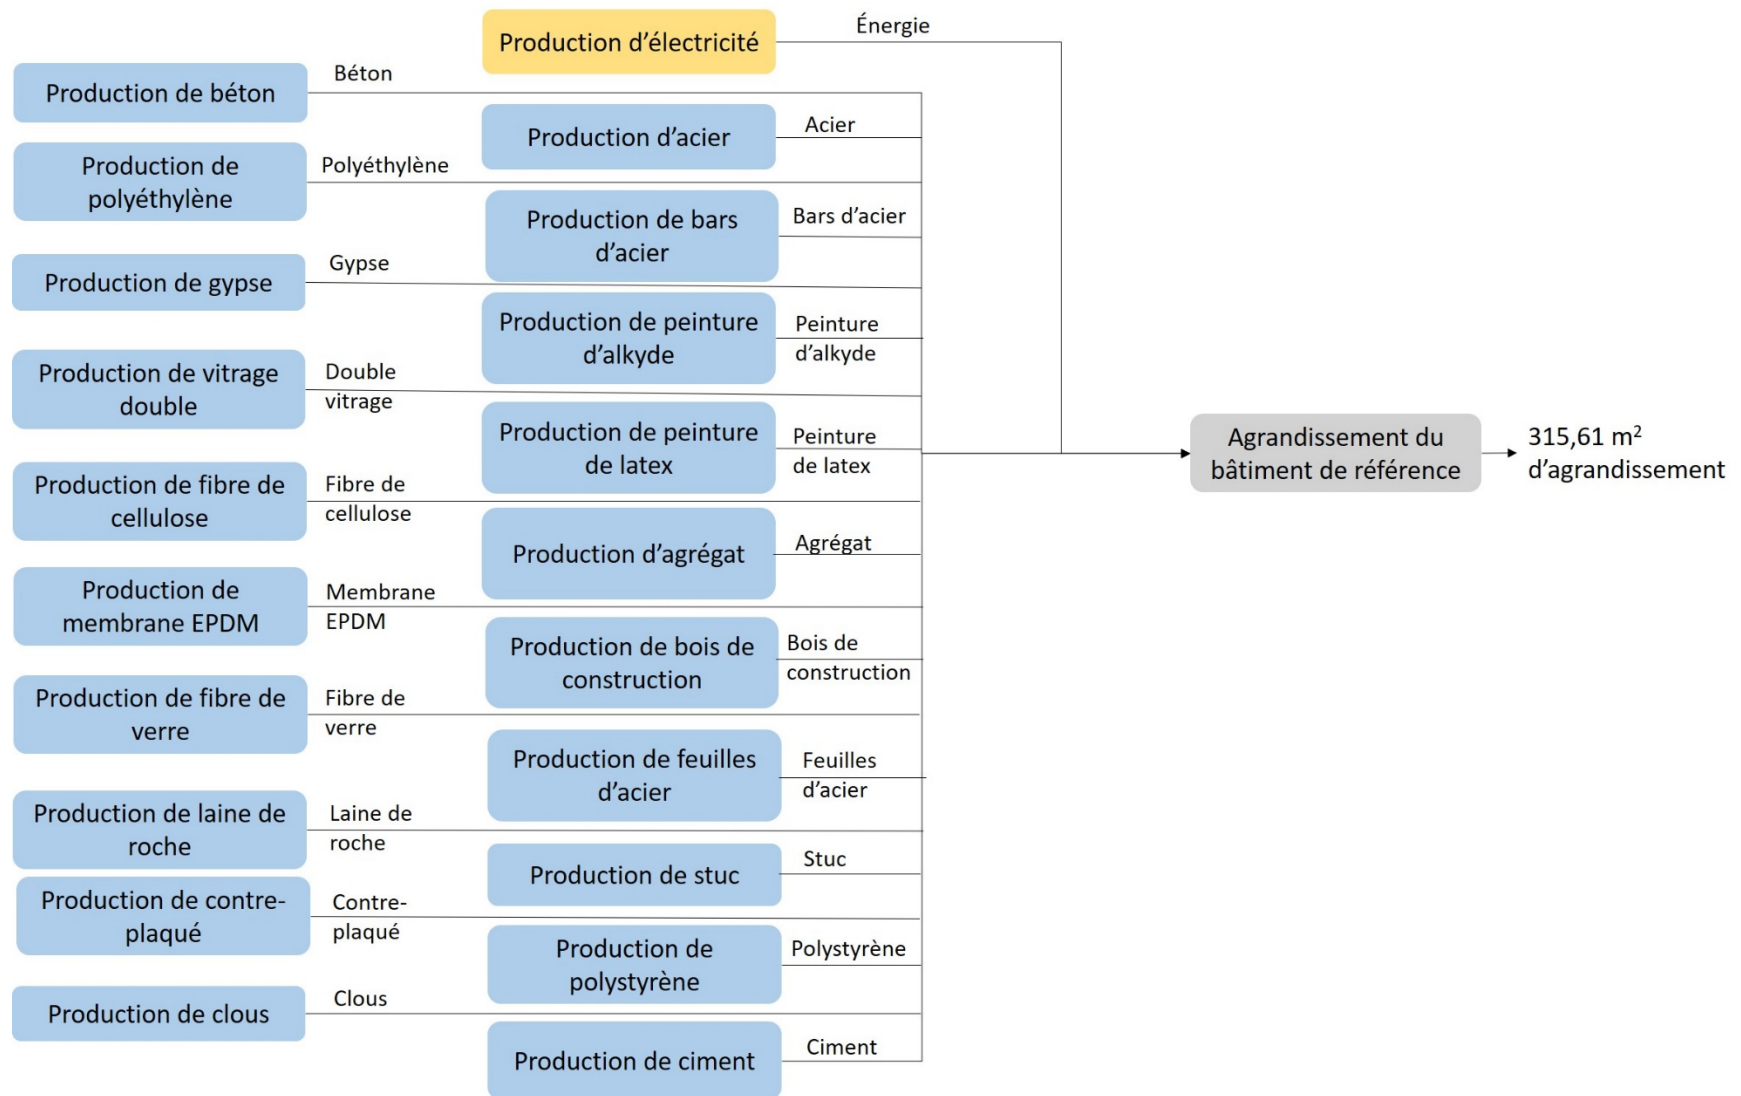 Production d’électricité
Énergie
Production de béton
Béton
Production d’acier
Acier
Production de
polyéthylène
Polyéthylène
Production de bars
d’acier
Bars d’acier
Production de gypse
Gypse
Production de peinture
d’alkyde
Peinture
d’alkyde
Production de vitrage
double
Double
vitrage
Production de peinture
de latex
Peinture
de latex
Agrandissement du
bâtiment de référence
315,61 m²
d’agrandissement
Production de fibre de
cellulose
Fibre de
cellulose
Production d’agrégat
Agrégat
Production de
membrane EPDM
Membrane
EPDM
Production de bois de
construction
Bois de
construction
Production de fibre de
verre
Fibre de
verre
Production de feuilles
d’acier
Feuilles
d’acier
Production de laine de
roche
Laine de
roche
Production de stuc
Stuc
Production de contre-
plaqué
Contre-
plaqué
Production de
polystyrène
Polystyrène
Production de clous
Clous
Production de ciment
Ciment